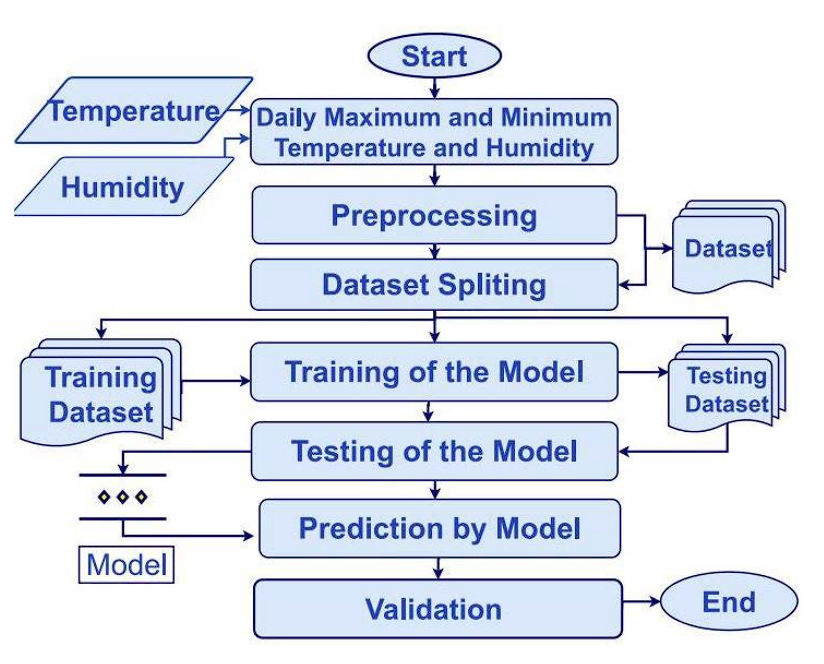 Start
Temperature
Daily Maximum and Minimum
Temperature and Humidity
Humidity
Preprocessing
Dataset
Dataset Spliting
Training
Dataset
Training of the Model
Testing
Dataset
Testing of the Model
Prediction by Model
Model
Validation
End